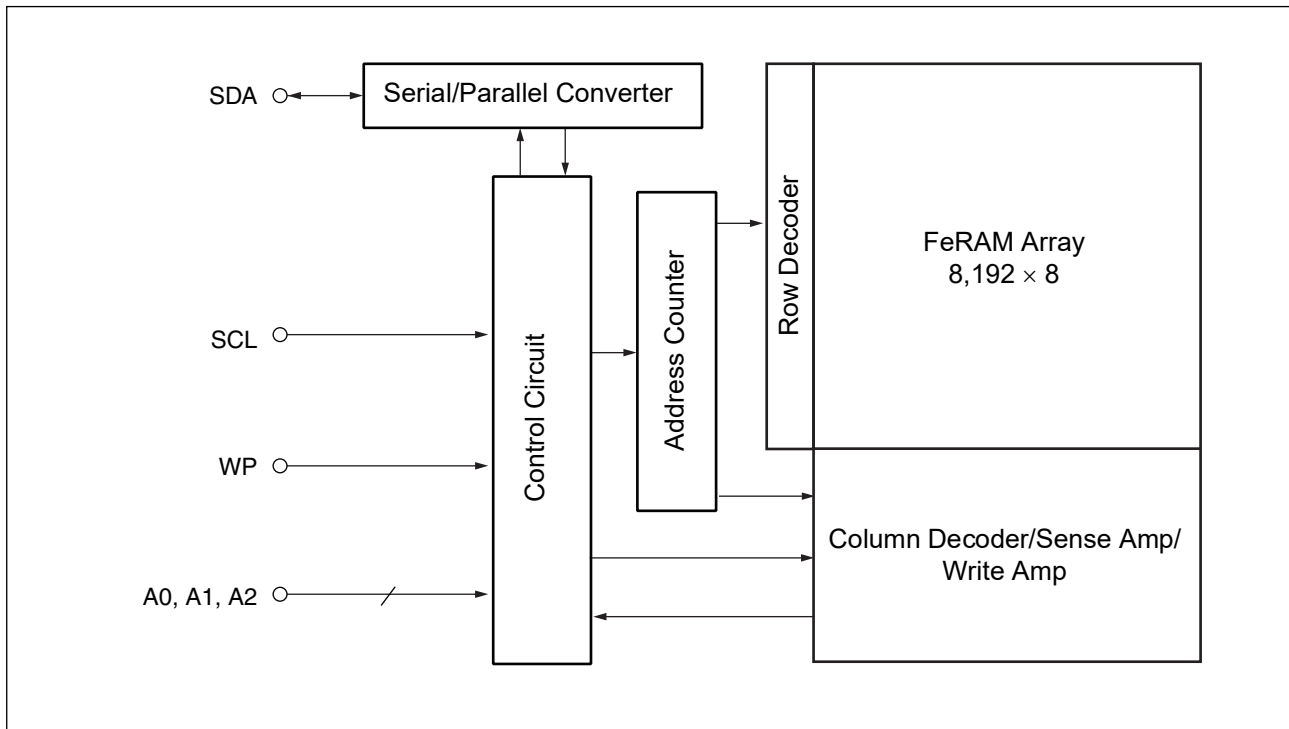 SDA
Serial/Parallel Converter
SCL
WP
A0, A1, A2
Control Circuit
Address Counter
Row Decoder
FeRAM Array
8,192 × 8
Column Decoder/Sense Amp/
Write Amp